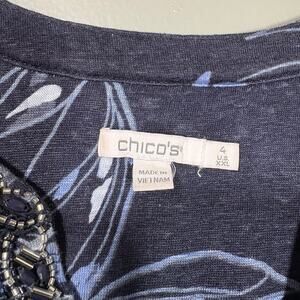 chico's
4
U.S.
XXL
MADE IN
VIETNAM